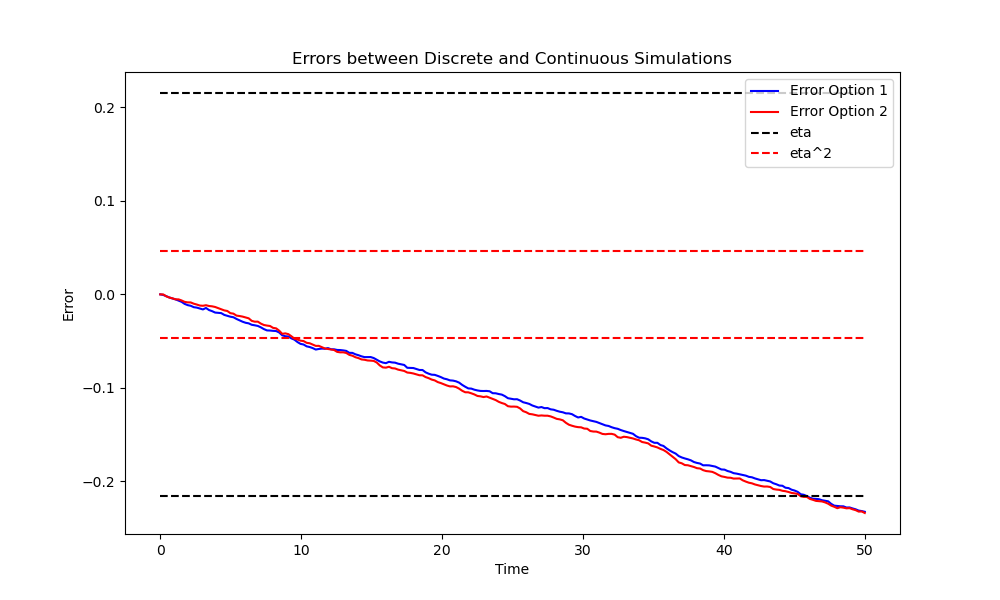 Errors between Discrete and Continuous Simulations
Error Option 1
Error Option 2
eta
eta^2
0.2
0.1
0.0
−0.1
−0.2
Error
0 10 20 30 40 50
Time